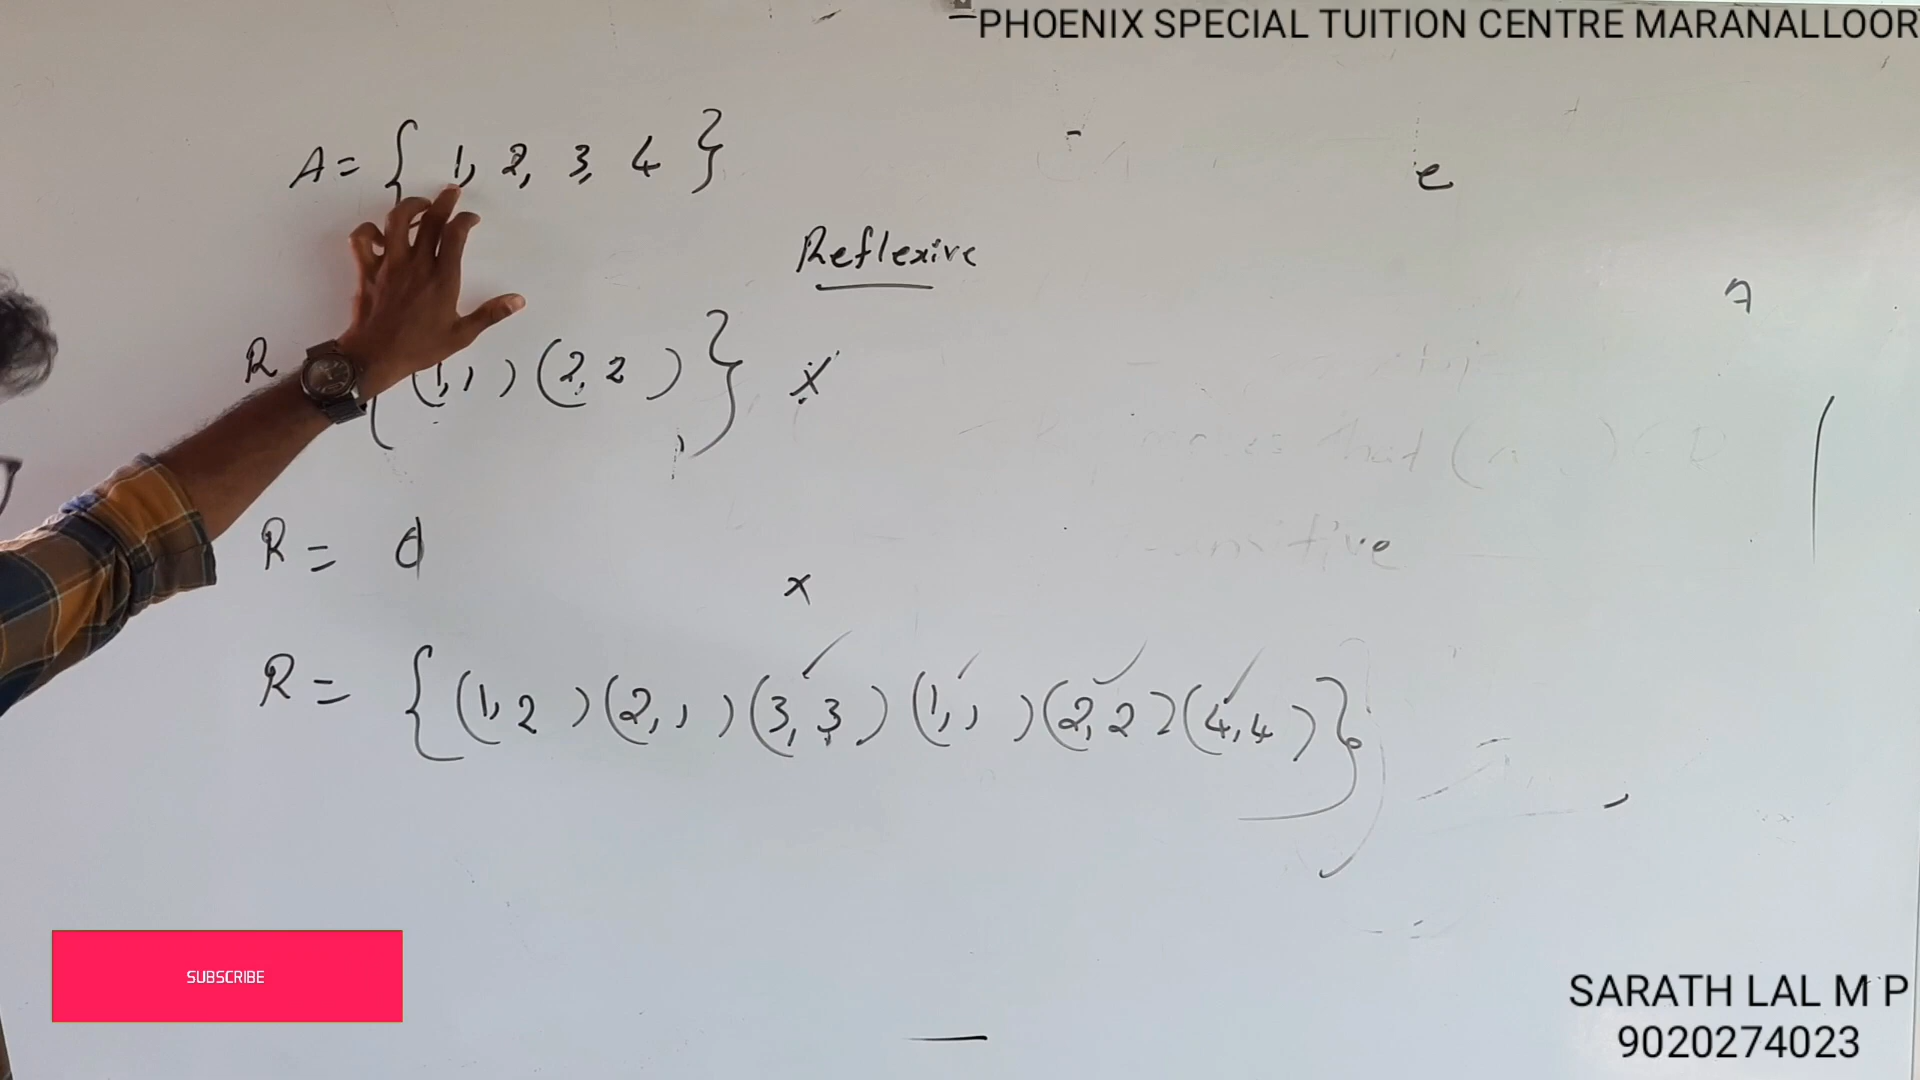 PHOENIX SPECIAL TUITION CENTRE MARANALLOOR
A = { 1, 2, 3, 4 }
e
Reflexive
R { (1,1) (2,2) } x
R = ϕ
x
that
R = { (1,2) (2,1) (3,3) (1,1) (2,2) (4,4) }
SUBSCRIBE
SARATH LAL M P
9020274023